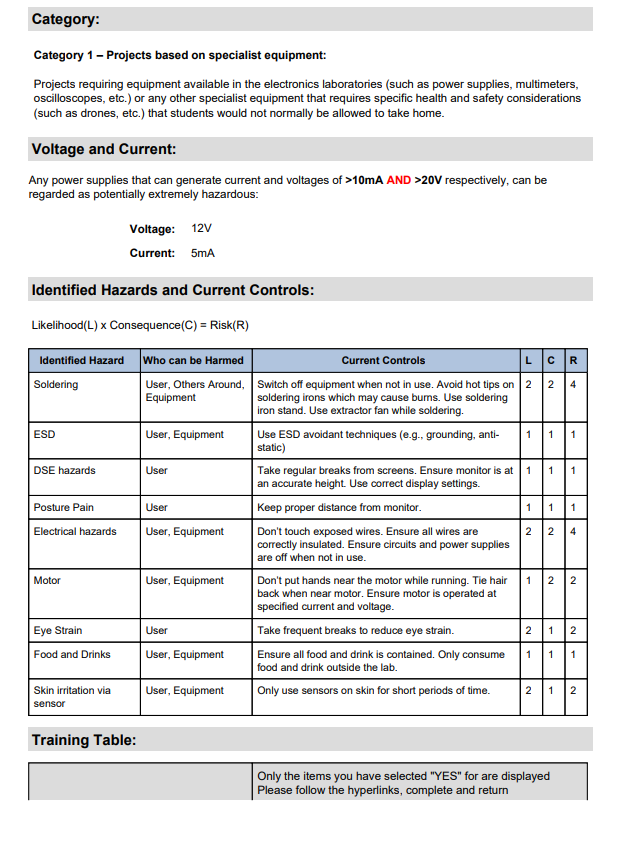 Category:
Category 1 – Projects based on specialist equipment:
Projects requiring equipment available in the electronics laboratories (such as power supplies, multimeters,
oscilloscopes, etc.) or any other specialist equipment that requires specific health and safety considerations
(such as drones, etc.) that students would not normally be allowed to take home.
Voltage and Current:
Any power supplies that can generate current and voltages of >10mA AND >20V respectively, can be
regarded as potentially extremely hazardous:
Voltage: 12V
Current: 5mA
Identified Hazards and Current Controls:
Likelihood(L) x Consequence(C) = Risk(R)
Identified Hazard Who can be Harmed Current Controls L C R
Soldering User, Others Around, Switch off equipment when not in use. Avoid hot tips on 2 2 4
Equipment soldering irons which may cause burns. Use soldering
iron stand. Use extractor fan while soldering.
ESD User, Equipment Use ESD avoidant techniques (e.g., grounding, anti- 1 1 1
static)
DSE hazards User Take regular breaks from screens. Ensure monitor is at 1 1 1
an accurate height. Use correct display settings.
Posture Pain User Keep proper distance from monitor. 1 1 1
Electrical hazards User, Equipment Don't touch exposed wires. Ensure all wires are 2 2 4
correctly insulated. Ensure circuits and power supplies
are off when not in use.
Motor User, Equipment Don't put hands near the motor while running. Tie hair 1 2 2
back when near motor. Ensure motor is operated at
specified current and voltage.
Eye Strain User Take frequent breaks to reduce eye strain. 2 1 2
Food and Drinks User, Equipment Ensure all food and drink is contained. Only consume 1 1 1
food and drink outside the lab.
Skin irritation via User, Equipment Only use sensors on skin for short periods of time. 2 1 2
sensor
Training Table:
Only the items you have selected "YES" for are displayed
Please follow the hyperlinks, complete and return